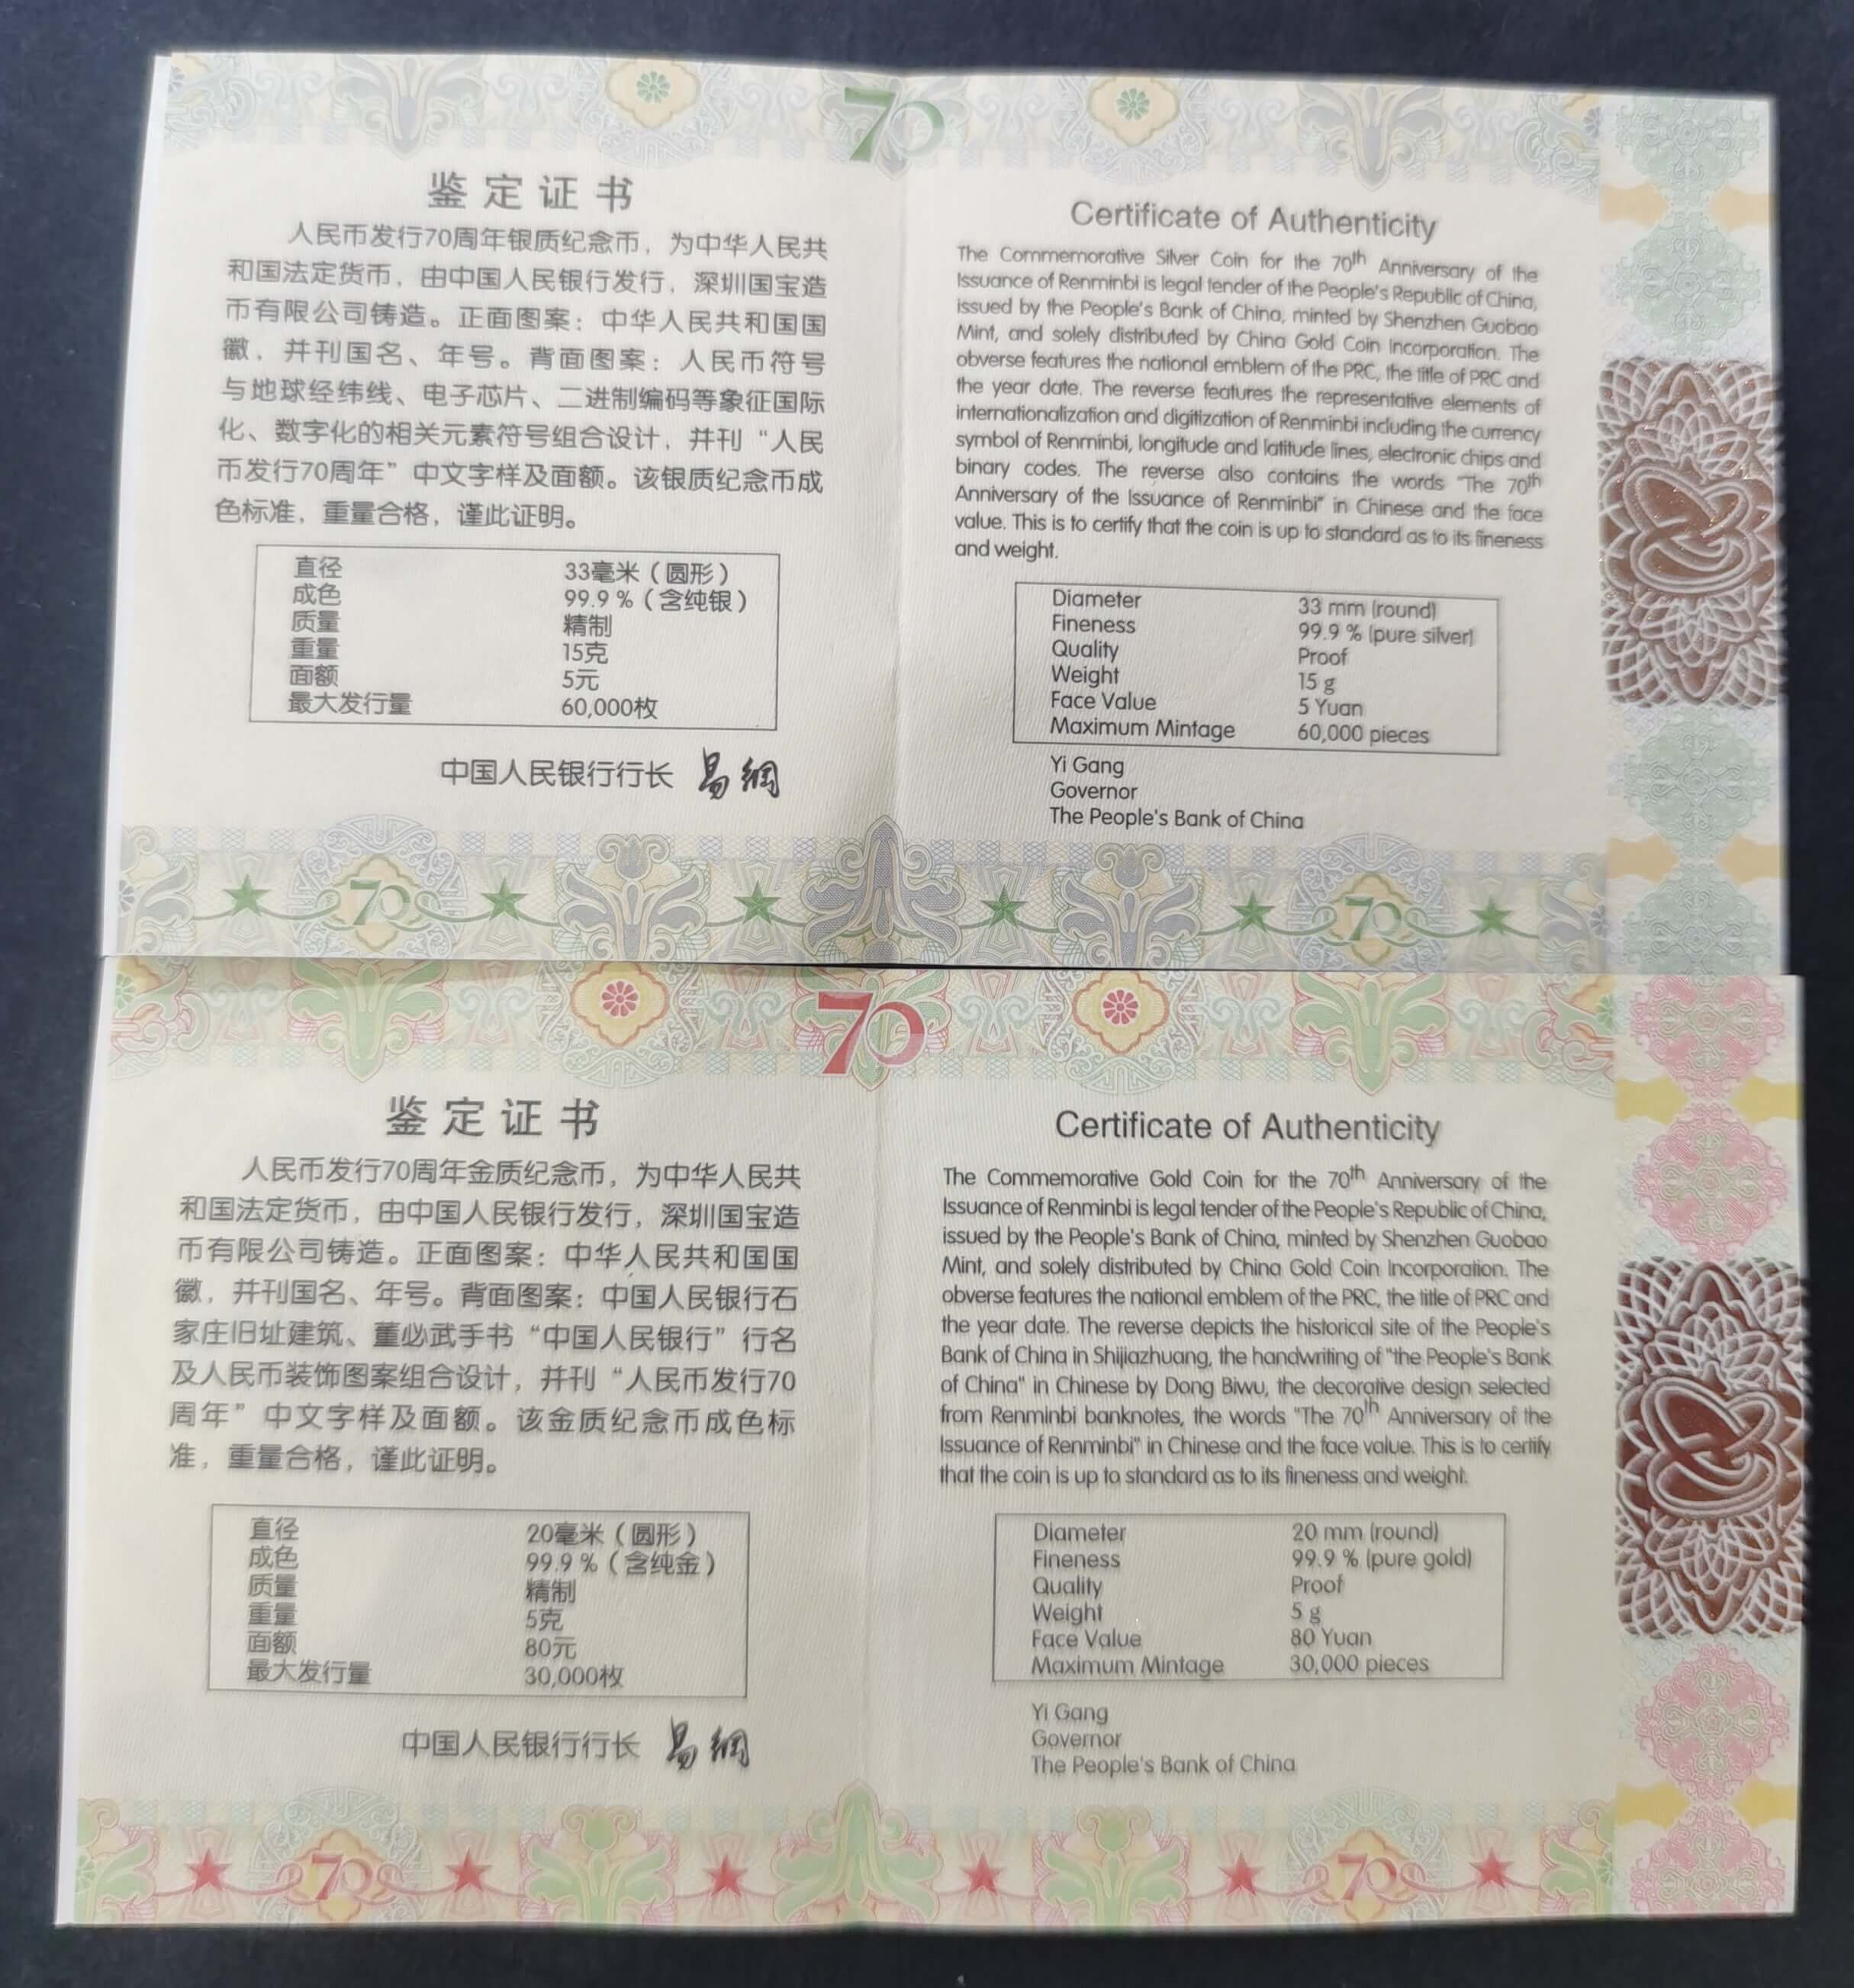 70
鉴定证书
人民币发行70周年银质纪念币，为中华人民共
和国法定货币，由中国人民银行发行，深圳国宝造
币有限公司铸造。正面图案：中华人民共和国国
徽，并刊国名、年号。背面图案：人民币符号
与地球经纬线、电子芯片、二进制编码等象征国际
化、数字化的相关元素符号组合设计，并刊“人民
币发行70周年”中文字样及面额。该银质纪念币成
色标准，重量合格，谨此证明。
直径 33毫米（圆形）
成色 99.9％（含纯银）
质量 精制
重量 15克
面额 5元
最大发行量 60,000枚
中国人民银行行长 易纲
Certificate of Authenticity
The Commemorative Silver Coin for the 70th Anniversary of the
Issuance of Renminbi is legal tender of the People's Republic of China,
issued by the People's Bank of China, minted by Shenzhen Guobao
Mint, and solely distributed by China Gold Coin Incorporation. The
obverse features the national emblem of the PRC, the title of PRC and
the year date. The reverse features the representative elements of
internationalization and digitization of Renminbi including the currency
symbol of Renminbi, longitude and latitude lines, electronic chips and
binary codes. The reverse also contains the words "The 70th
Anniversary of the Issuance of Renminbi" in Chinese and the face
value. This is to certify that the coin is up to standard as to its fineness
and weight.
Diameter 33 mm (round)
Fineness 99.9 % (pure silver)
Quality Proof
Weight 15 g
Face Value 5 Yuan
Maximum Mintage 60,000 pieces
Yi Gang
Governor
The People's Bank of China
70 70
70
鉴定证书
人民币发行70周年金质纪念币，为中华人民共
和国法定货币，由中国人民银行发行，深圳国宝造
币有限公司铸造。正面图案：中华人民共和国国
徽，并刊国名、年号。背面图案：中国人民银行石
家庄旧址建筑、董必武手书“中国人民银行”行名
及人民币装饰图案组合设计，并刊“人民币发行70
周年”中文字样及面额。该金质纪念币成色标
准，重量合格，谨此证明。
直径 20毫米（圆形）
成色 99.9％（含纯金）
质量 精制
重量 5克
面额 80元
最大发行量 30,000枚
中国人民银行行长 易纲
Certificate of Authenticity
The Commemorative Gold Coin for the 70th Anniversary of the
Issuance of Renminbi is legal tender of the People's Republic of China,
issued by the People's Bank of China, minted by Shenzhen Guobao
Mint, and solely distributed by China Gold Coin Incorporation. The
obverse features the national emblem of the PRC, the title of PRC and
the year date. The reverse depicts the historical site of the People's
Bank of China in Shijiazhuang, the handwriting of "the People's Bank
of China" in Chinese by Dong Biwu, the decorative design selected
from Renminbi banknotes, the words "The 70th Anniversary of the
Issuance of Renminbi" in Chinese and the face value. This is to certify
that the coin is up to standard as to its fineness and weight.
Diameter 20 mm (round)
Fineness 99.9 % (pure gold)
Quality Proof
Weight 5 g
Face Value 80 Yuan
Maximum Mintage 30,000 pieces
Yi Gang
Governor
The People's Bank of China
70 70